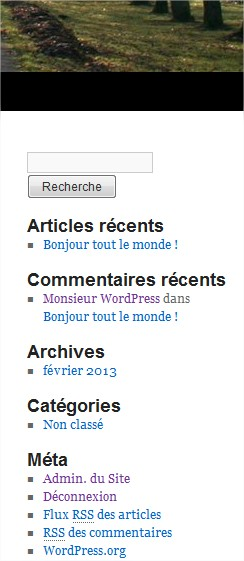 Recherche
Articles récents
Bonjour tout le monde !
Commentaires récents
Monsieur WordPress dans
Bonjour tout le monde !
Archives
février 2013
Catégories
Non classé
Méta
Admin. du Site
Déconnexion
Flux RSS des articles
RSS des commentaires
WordPress.org